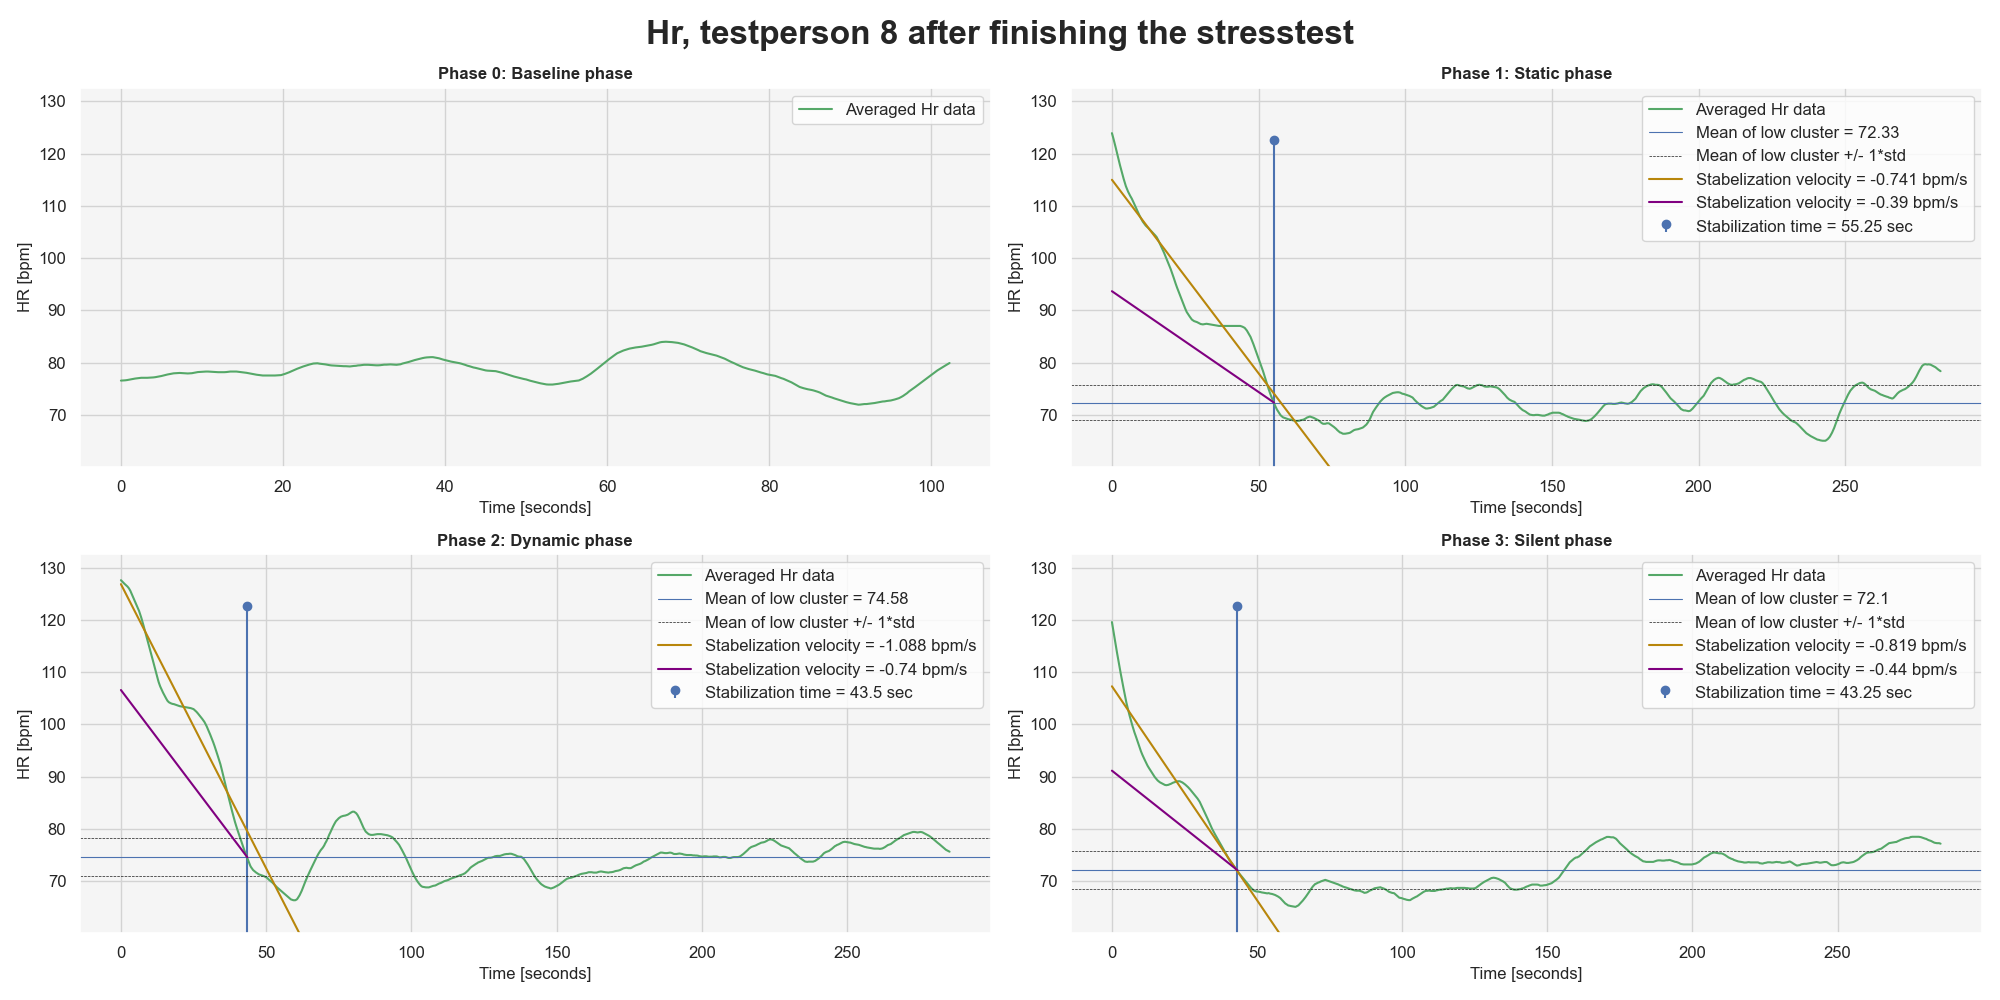 Hr, testperson 8 after finishing the stresstest
Phase 0: Baseline phase
130
120
110
100
90
80
70
HR [bpm]
Averaged Hr data
0 20 40 60 80 100
Time [seconds]
Phase 1: Static phase
130
120
110
100
90
80
70
HR [bpm]
Averaged Hr data
Mean of low cluster = 72.33
Mean of low cluster +/- 1*std
Stabelization velocity = -0.741 bpm/s
Stabelization velocity = -0.39 bpm/s
Stabilization time = 55.25 sec
0 50 100 150 200 250
Time [seconds]
Phase 2: Dynamic phase
130
120
110
100
90
80
70
HR [bpm]
Averaged Hr data
Mean of low cluster = 74.58
Mean of low cluster +/- 1*std
Stabelization velocity = -1.088 bpm/s
Stabelization velocity = -0.74 bpm/s
Stabilization time = 43.5 sec
0 50 100 150 200 250
Time [seconds]
Phase 3: Silent phase
130
120
110
100
90
80
70
HR [bpm]
Averaged Hr data
Mean of low cluster = 72.1
Mean of low cluster +/- 1*std
Stabelization velocity = -0.819 bpm/s
Stabelization velocity = -0.44 bpm/s
Stabilization time = 43.25 sec
0 50 100 150 200 250
Time [seconds]